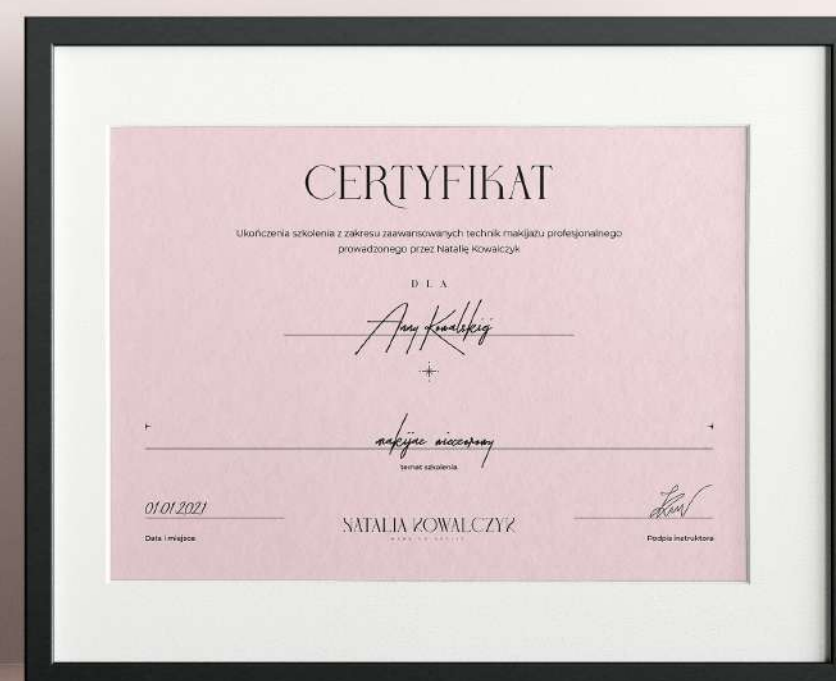 CERTYFIKAT
Ukończenia szkolenia z zakresu zaawansowanych technik makijażu profesjonalnego
prowadzonego przez Natalię Kowalczyk
DLA
Anny Kowalskiej
makijaż wieczorowy
temat szkolenia
01.01.2021
Data i miejsce
NATALIA KOWALCZYK
Podpis instruktora